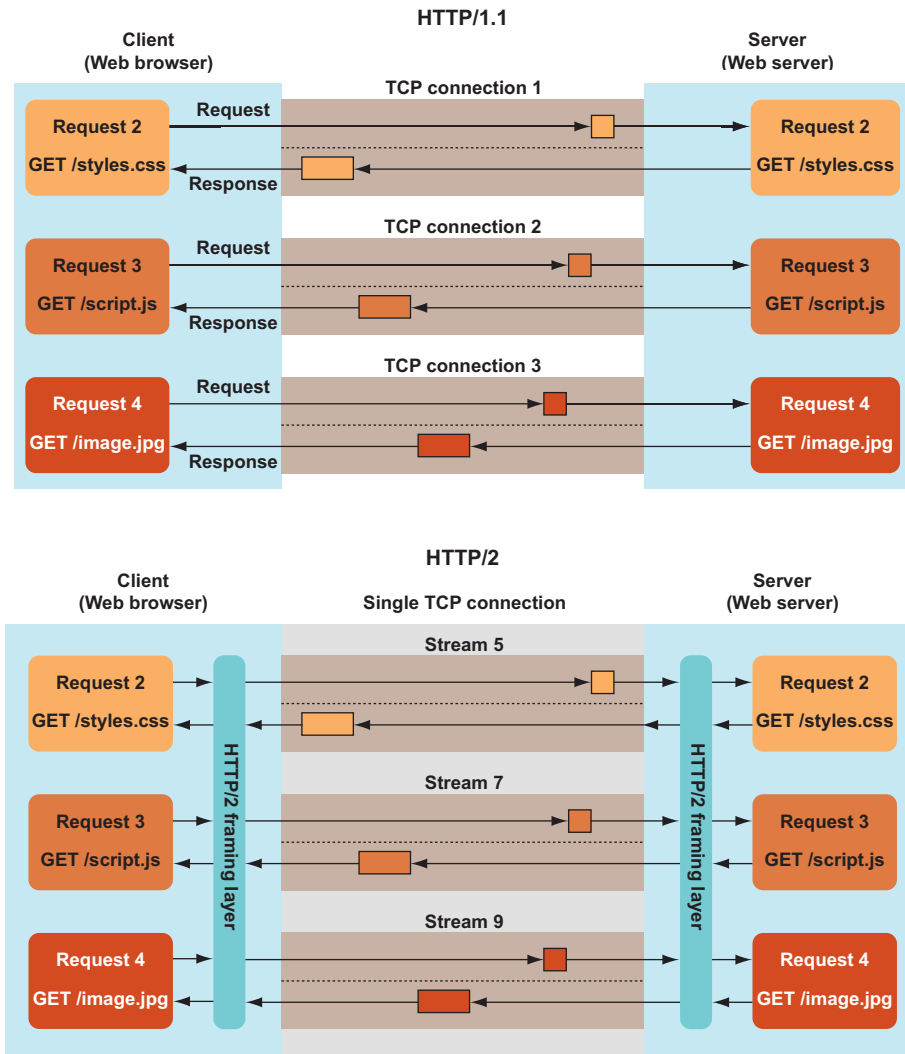 HTTP/1.1
Client
(Web browser)
Server
(Web server)
TCP connection 1
Request 2
GET /styles.css
Request
Response
Request 2
GET /styles.css
TCP connection 2
Request 3
GET /script.js
Request
Response
Request 3
GET /script.js
TCP connection 3
Request 4
GET /image.jpg
Request
Response
Request 4
GET /image.jpg
HTTP/2
Client
(Web browser)
Single TCP connection
Server
(Web server)
Stream 5
Request 2
GET /styles.css
Request 2
GET /styles.css
HTTP/2 framing layer
HTTP/2 framing layer
Stream 7
Request 3
GET /script.js
Request 3
GET /script.js
Stream 9
Request 4
GET /image.jpg
Request 4
GET /image.jpg